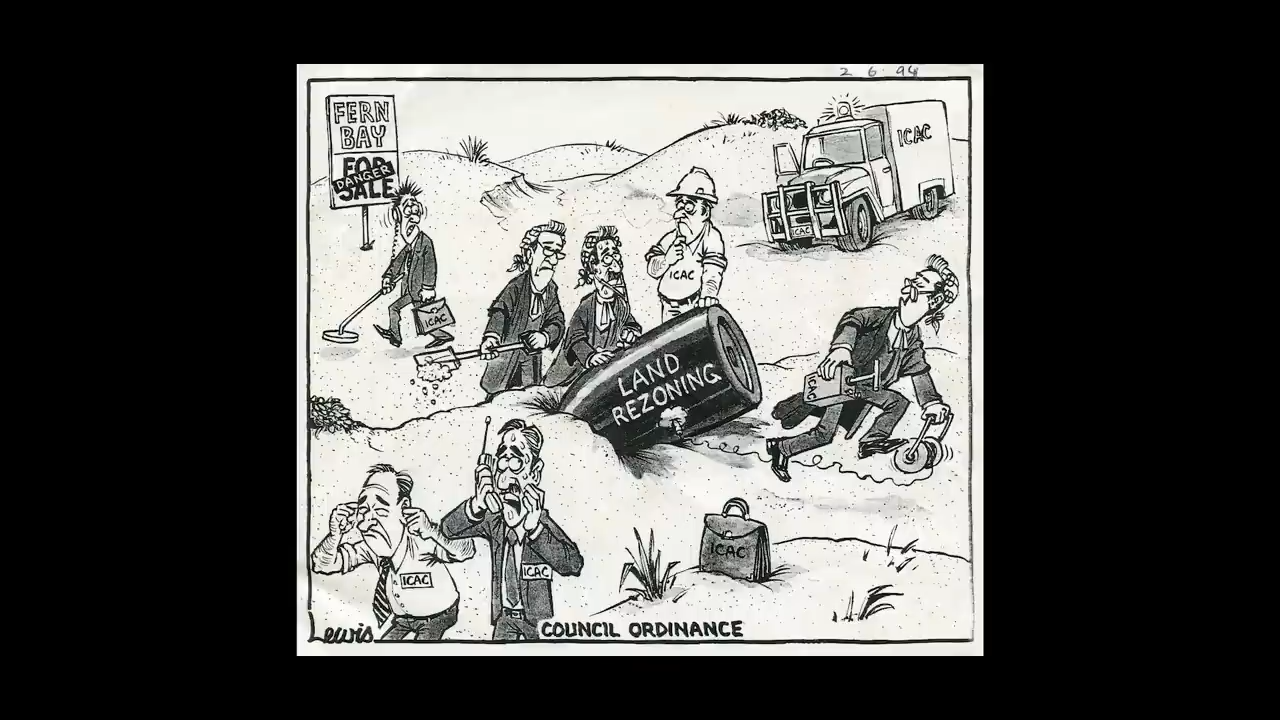 2 6 94
FERN
BAY
FOR
DANGER
SALE
ICAC
ICAC
ICAC
ICAC
LAND
REZONING
ICAC
ICAC
ICAC
ICAC
Lewis
COUNCIL ORDINANCE